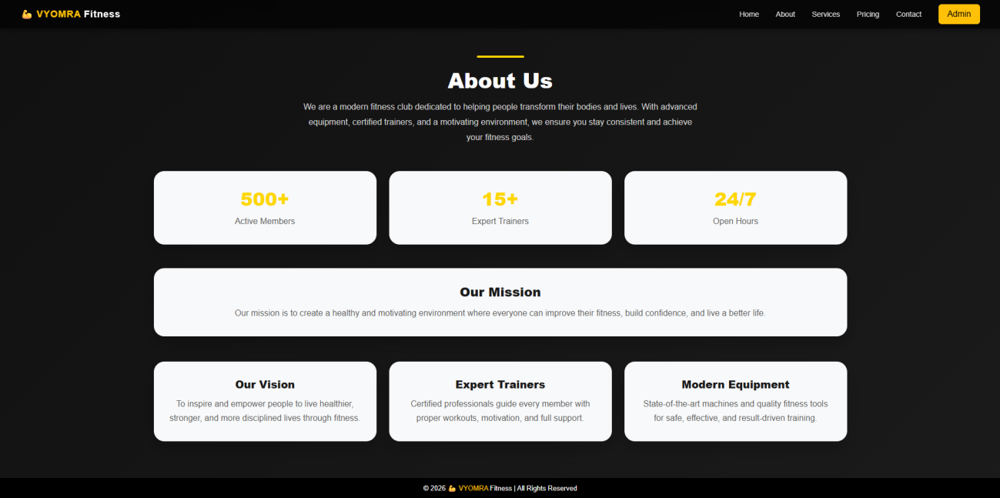 💪 VYOMRA Fitness
Home About Services Pricing Contact Admin
About Us
We are a modern fitness club dedicated to helping people transform their bodies and lives. With advanced
equipment, certified trainers, and a motivating environment, we ensure you stay consistent and achieve
your fitness goals.
500+
Active Members
15+
Expert Trainers
24/7
Open Hours
Our Mission
Our mission is to create a healthy and motivating environment where everyone can improve their fitness, build confidence, and live a better life.
Our Vision
To inspire and empower people to live healthier,
stronger, and more disciplined lives through fitness.
Expert Trainers
Certified professionals guide every member with
proper workouts, motivation, and full support.
Modern Equipment
State-of-the-art machines and quality fitness tools
for safe, effective, and result-driven training.
© 2026 💪 VYOMRA Fitness | All Rights Reserved